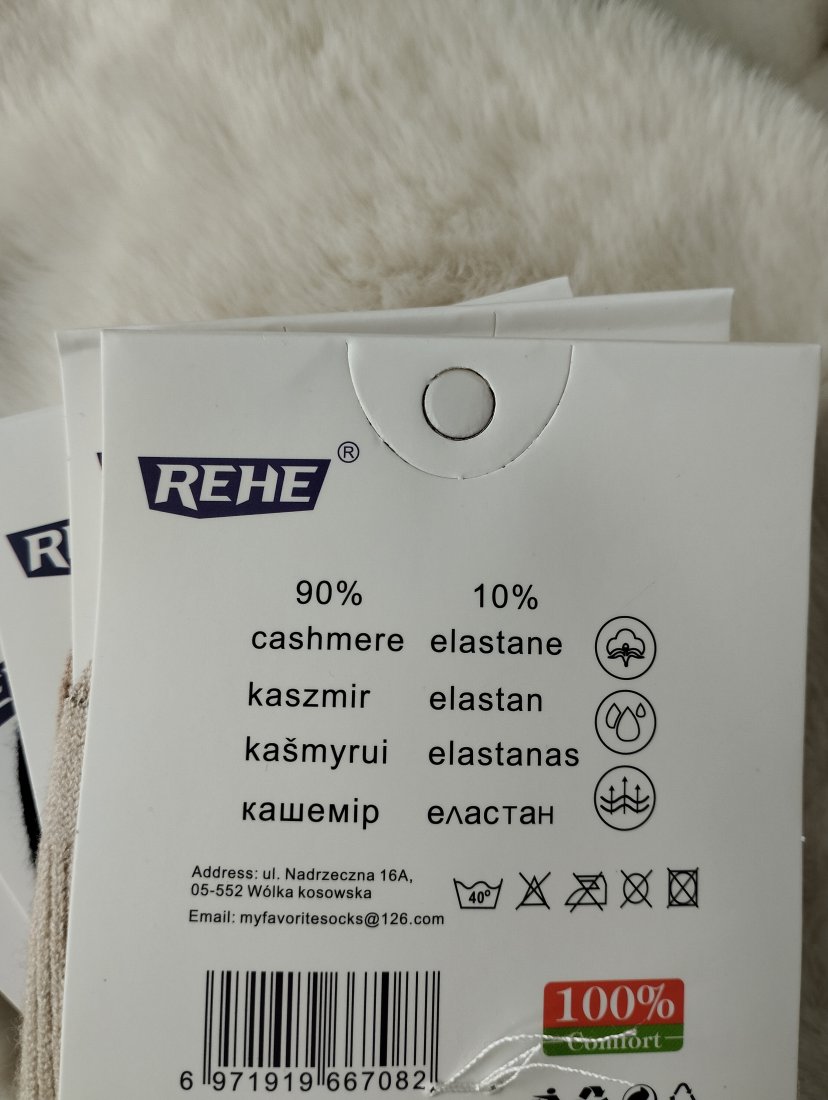 REHE®
90% 10%
cashmere elastane
kaszmir elastan
kašmyrui elastanas
кашемір еластан
Address: ul. Nadrzeczna 16A,
05-552 Wólka kosowska
Email: myfavoritesocks@126.com
40°
6 971919 667082
100%
Comfort
R